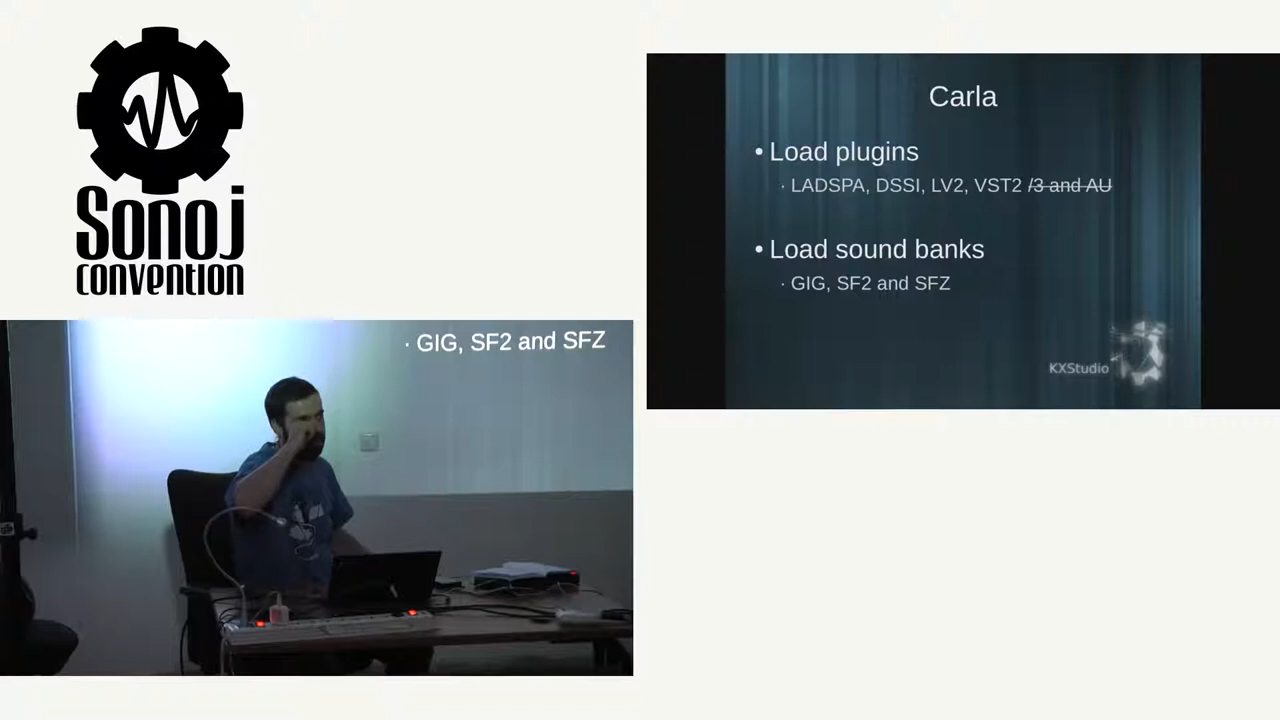 Sonoj
convention
Carla
• Load plugins
· LADSPA, DSSI, LV2, VST2 /3 and AU
• Load sound banks
· GIG, SF2 and SFZ
KXStudio
· GIG, SF2 and SFZ